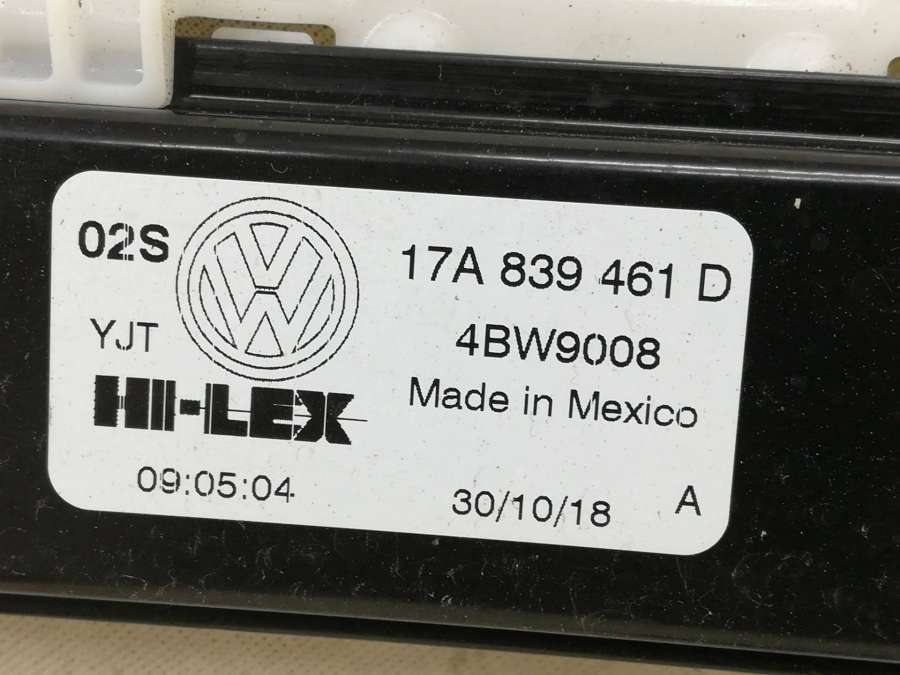 02S
17A 839 461 D
YJT
4BW9008
HI-LEX
Made in Mexico
09:05:04
30/10/18
A